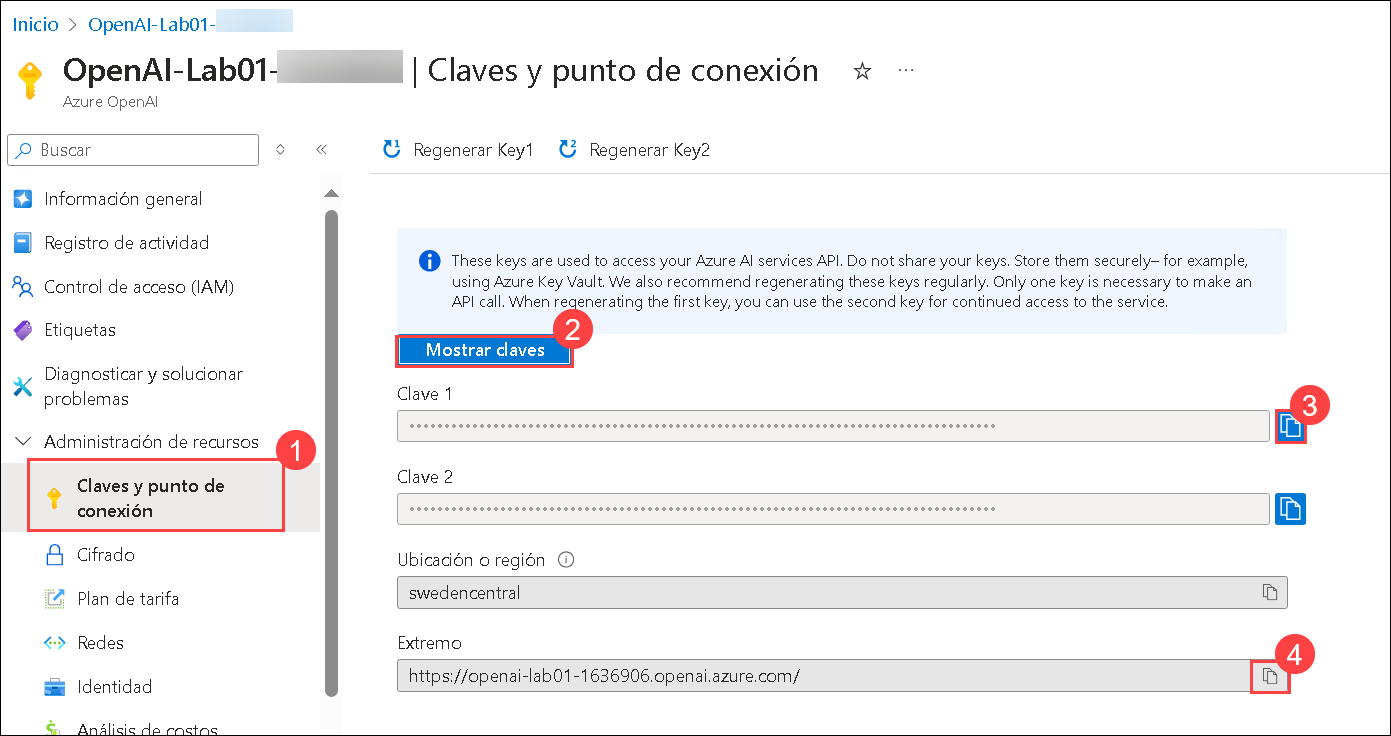 Inicio > OpenAI-Lab01-
OpenAI-Lab01- | Claves y punto de conexión
Azure OpenAI
Buscar
Regenerar Key1
Regenerar Key2
Información general
Registro de actividad
Control de acceso (IAM)
Etiquetas
Diagnosticar y solucionar
problemas
Administración de recursos
1
Claves y punto de
conexión
Cifrado
Plan de tarifa
Redes
Identidad
Análisis de costos
These keys are used to access your Azure AI services API. Do not share your keys. Store them securely– for example,
using Azure Key Vault. We also recommend regenerating these keys regularly. Only one key is necessary to make an
API call. When regenerating the first key, you can use the second key for continued access to the service.
2
Mostrar claves
Clave 1
3
Clave 2
Ubicación o región
swedencentral
Extremo
https://openai-lab01-1636906.openai.azure.com/
4